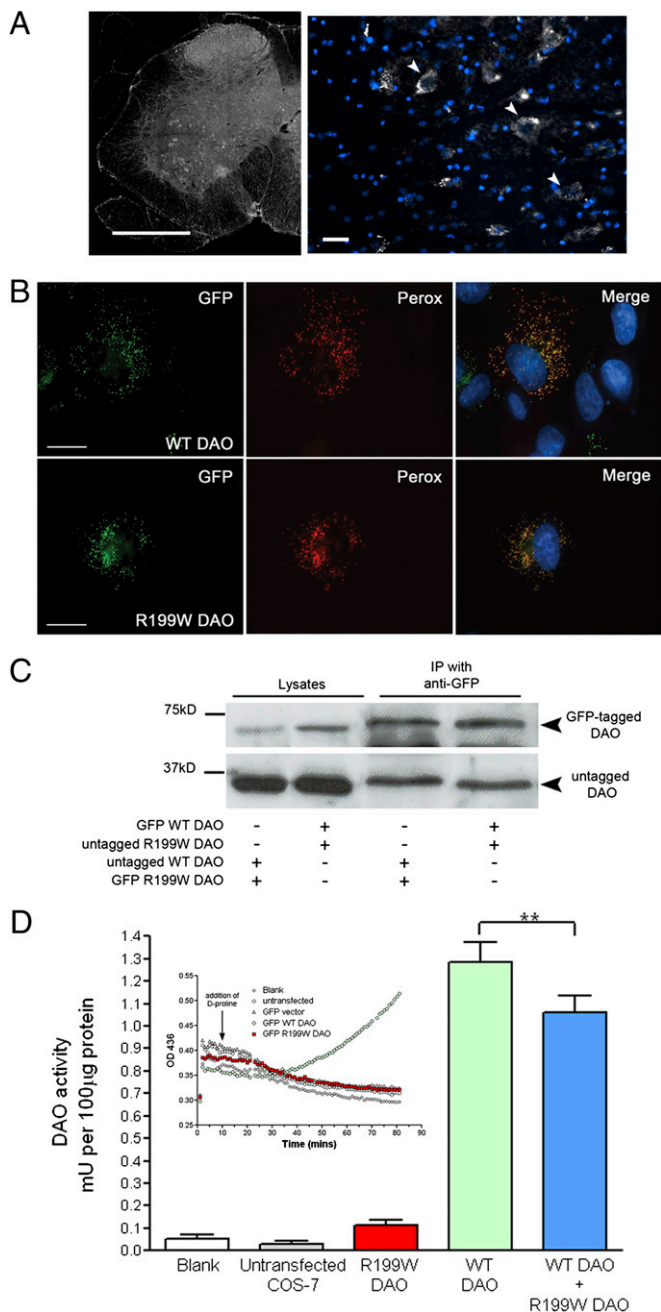 A
B
GFP
Perox
Merge
WT DAO
GFP
Perox
Merge
R199W DAO
C
Lysates
IP with
anti-GFP
75kD
GFP-tagged
DAO
37kD
untagged
DAO
GFP WT DAO - + - +
untagged R199W DAO - + - +
untagged WT DAO + - + -
GFP R199W DAO + - + -
D
DAO activity
mU per 100µg protein
1.4
1.3
1.2
1.1
1.0
0.9
0.8
0.7
0.6
0.5
0.4
0.3
0.2
0.1
0.0
**
OD 436
0.55
0.50
0.45
0.40
0.35
0.30
0.25
addition of
D-proline
Blank
untransfected
GFP vector
GFP WT DAO
GFP R199W DAO
0 10 20 30 40 50 60 70 80 90
Time (mins)
Blank
Untransfected
COS-7
R199W
DAO
WT
DAO
WT DAO
+
R199W DAO